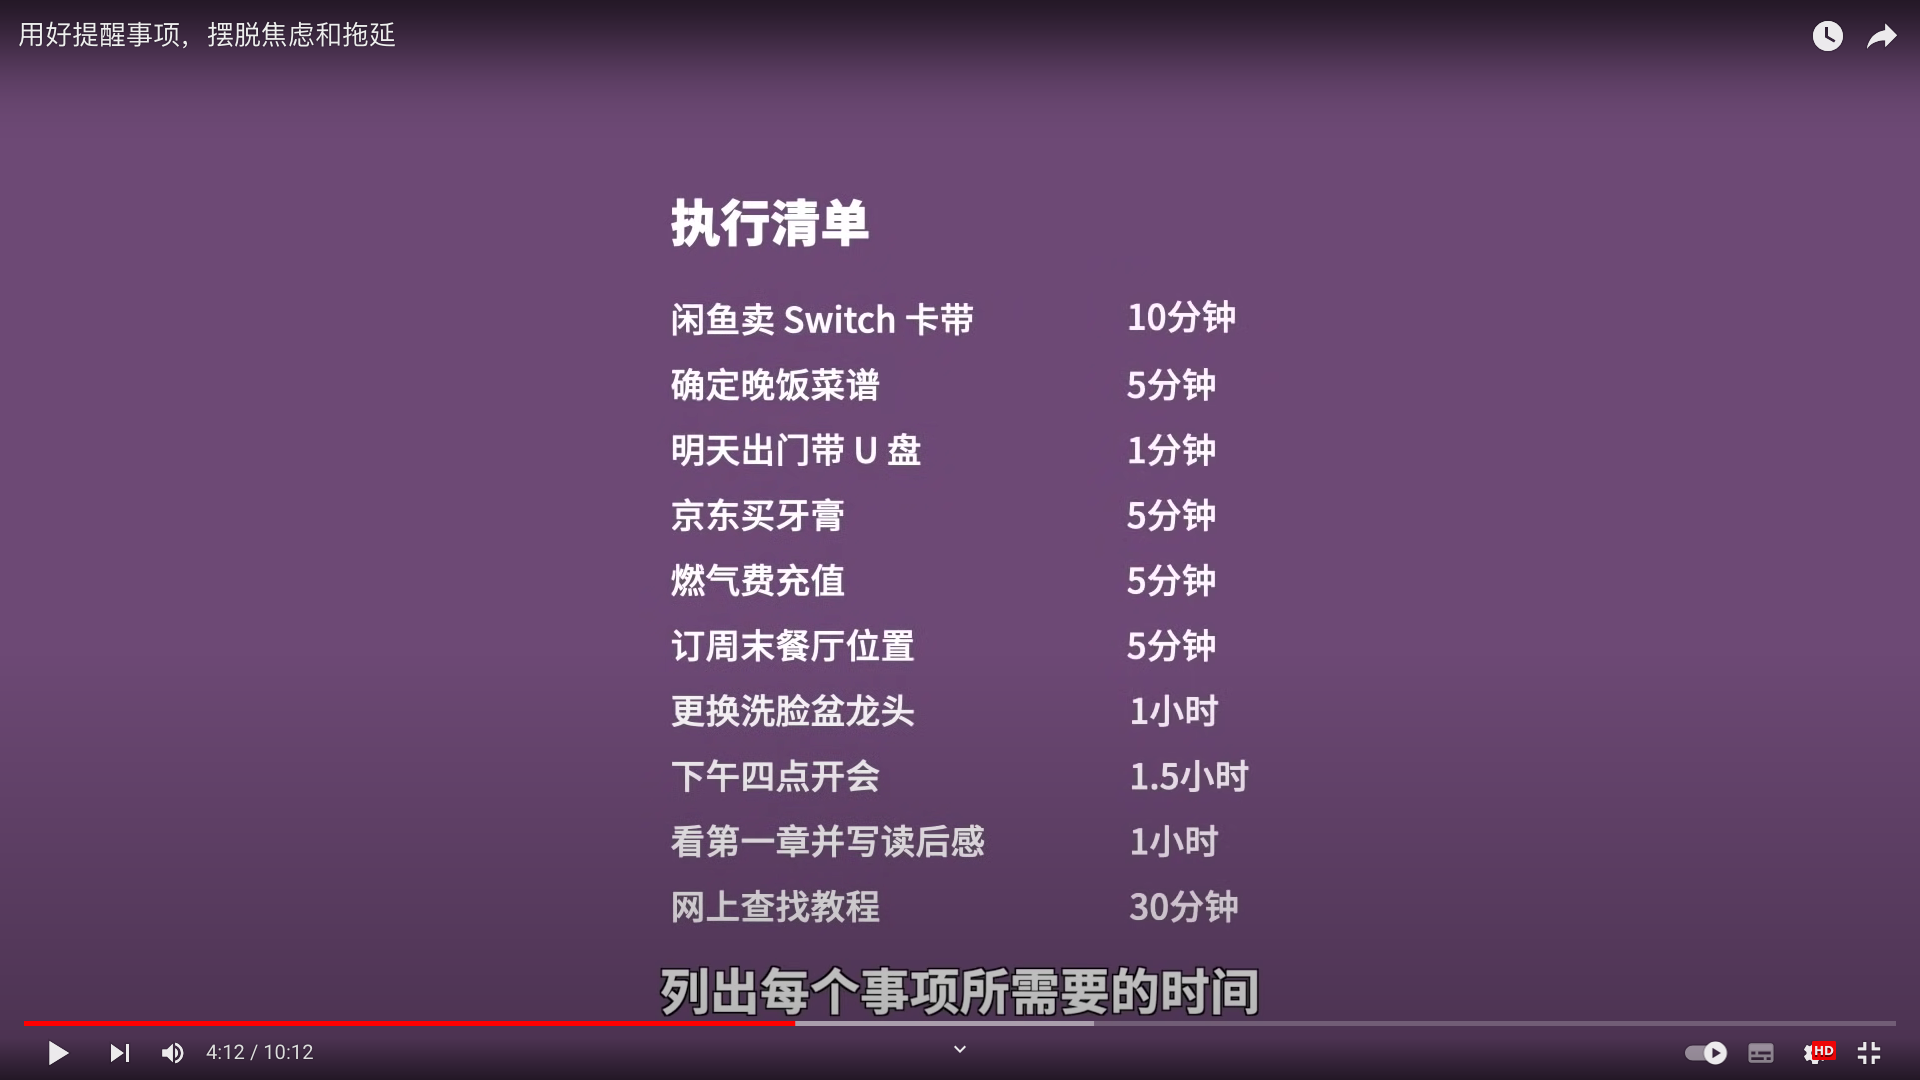 用好提醒事项，摆脱焦虑和拖延
执行清单
闲鱼卖 Switch 卡带 10分钟
确定晚饭菜谱 5分钟
明天出门带 U 盘 1分钟
京东买牙膏 5分钟
燃气费充值 5分钟
订周末餐厅位置 5分钟
更换洗脸盆龙头 1小时
下午四点开会 1.5小时
看第一章并写读后感 1小时
网上查找教程 30分钟
列出每个事项所需要的时间
4:12 / 10:12 HD